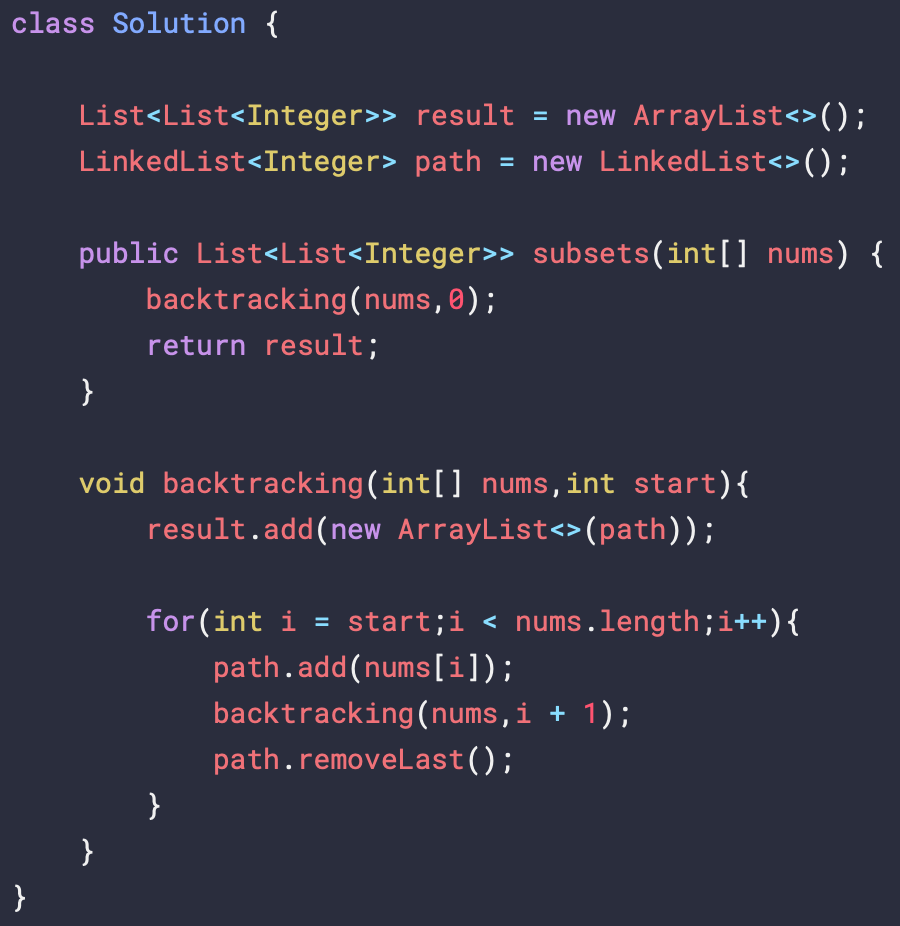 class Solution {
    List<List<Integer>> result = new ArrayList<>();
    LinkedList<Integer> path = new LinkedList<>();
    public List<List<Integer>> subsets(int[] nums) {
        backtracking(nums,0);
        return result;
    }
    void backtracking(int[] nums,int start){
        result.add(new ArrayList<>(path));
        for(int i = start;i < nums.length;i++){
            path.add(nums[i]);
            backtracking(nums,i + 1);
            path.removeLast();
        }
    }
}